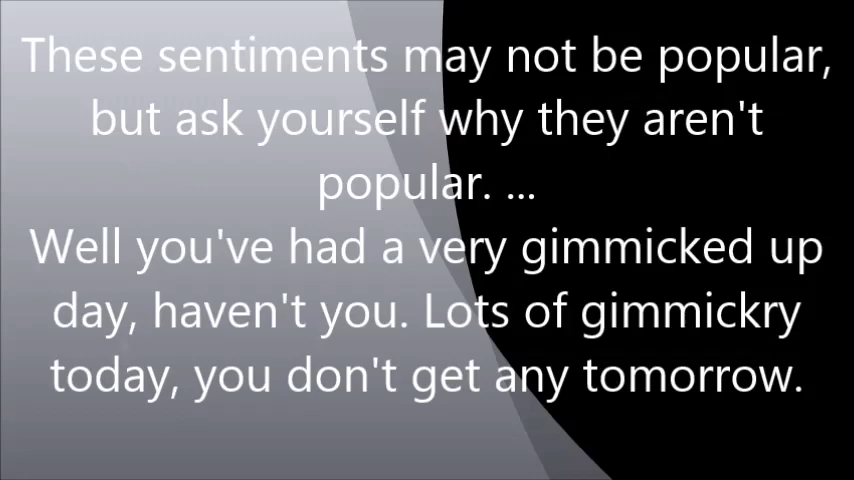 These sentiments may not be popular,
but ask yourself why they aren't
popular. ...
Well you've had a very gimmicked up
day, haven't you. Lots of gimmickry
today, you don't get any tomorrow.